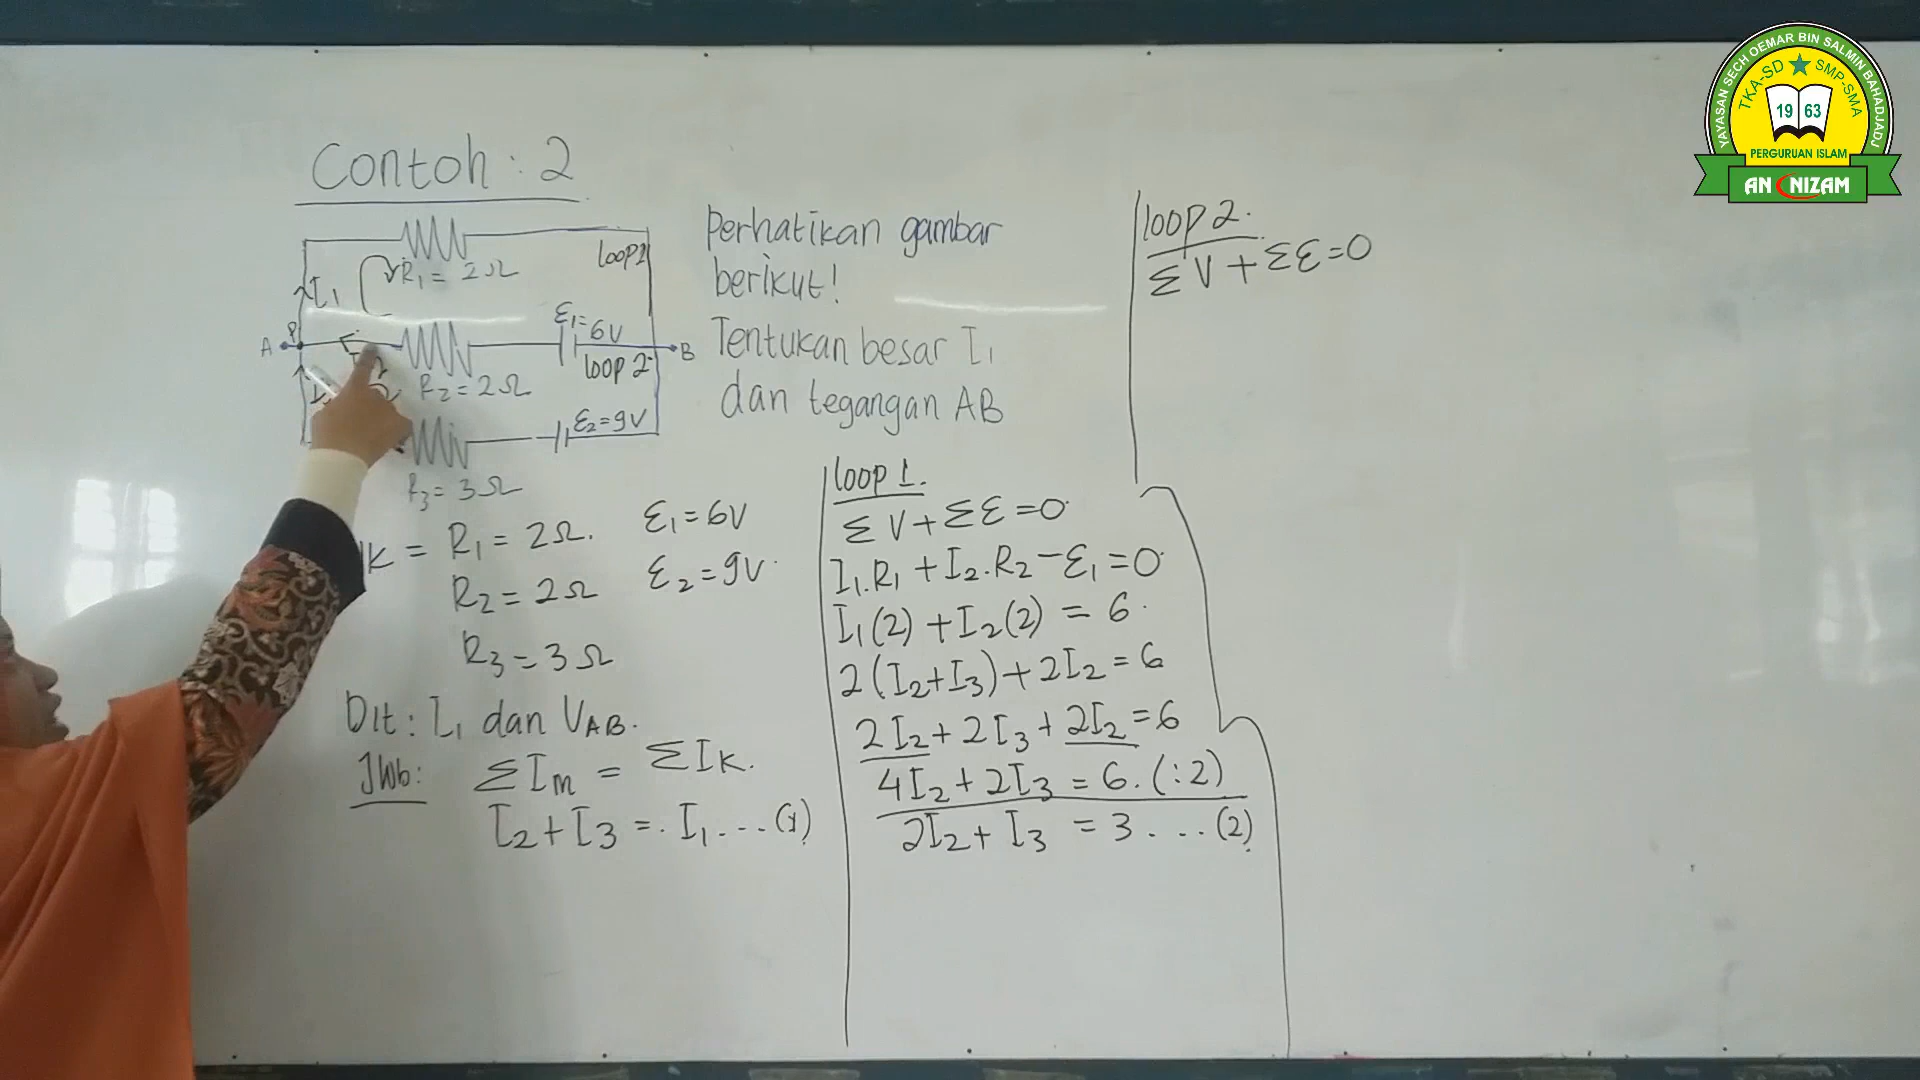 Contoh : 2
R₁ = 2Ω
loop 1
I₁
ε₁=6V
A
P
B
loop 2
R₂ = 2Ω
ε₂=9V
R₃= 3Ω
Perhatikan gambar
berikut!
Tentukan besar I₁
dan tegangan AB
K = R₁ = 2Ω. ε₁=6V
R₂ = 2Ω ε₂=9V.
R₃ = 3Ω
Dit: I₁ dan VAB.
Jwb: ΣIm = ΣIK.
I₂+I3 =. I₁ ... (1)
loop 1.
ΣV+Σε=0.
I₁.R₁ + I₂.R₂ − ε₁ =0.
I₁(2) + I₂(2) = 6.
2(I₂+I3)+2I₂ = 6
2I₂ + 2I3 + 2I₂ = 6
4I₂ + 2I3 = 6. (:2)
2I₂ + I3 = 3 ... (2)
loop 2.
ΣV + Σε=0
YAYASAN SECH OEMAR BIN SALMIN BAHADJADJ
TKA-SD SMP-SMA
19 63
PERGURUAN ISLAM
AN NIZAM